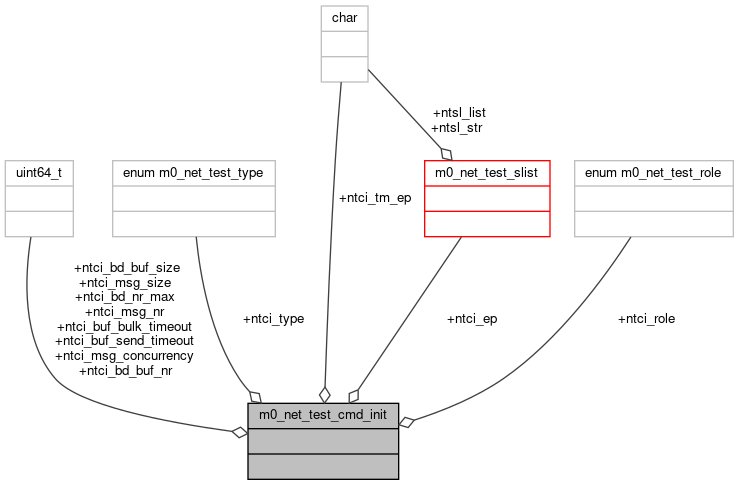 char
+ntsl_list
+ntsl_str
uint64_t
enum m0_net_test_type
m0_net_test_slist
enum m0_net_test_role
+ntci_tm_ep
+ntci_bd_buf_size
+ntci_msg_size
+ntci_bd_nr_max
+ntci_msg_nr
+ntci_buf_bulk_timeout
+ntci_buf_send_timeout
+ntci_msg_concurrency
+ntci_bd_buf_nr
+ntci_type
+ntci_ep
+ntci_role
m0_net_test_cmd_init